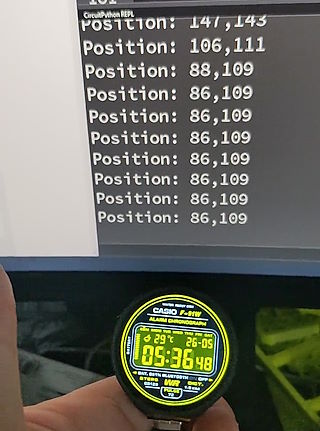 CircuitPython REPL
Position: 147,143
Position: 106,111
Position: 88,109
Position: 86,109
Position: 86,109
Position: 86,109
Position: 86,109
Position: 86,109
Position: 86,109
Position: 86,109
CASIO F-91W
ALARM CHRONOGRAPH
29°C 26-05
05:36 48
WR